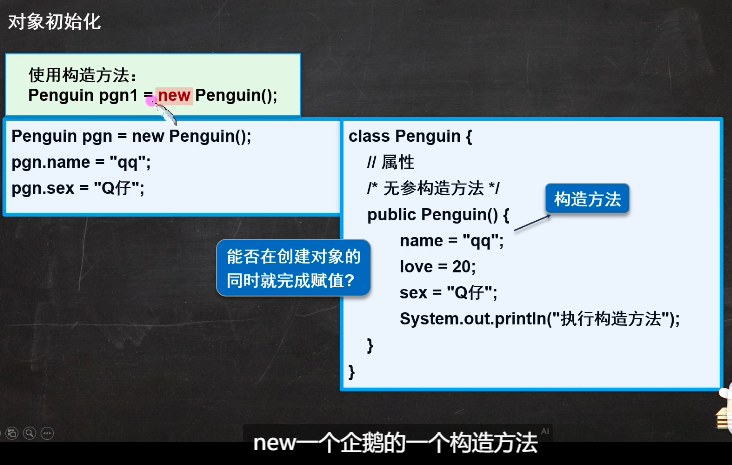 对象初始化
使用构造方法:
Penguin pgn1 = new Penguin();
Penguin pgn = new Penguin();
pgn.name = "qq";
pgn.sex = "Q仔";
能否在创建对象的
同时就完成赋值?
class Penguin {
// 属性
/* 无参构造方法 */
public Penguin() {
name = "qq";
love = 20;
sex = "Q仔";
System.out.println("执行构造方法");
}
}
构造方法
AI
new一个企鹅的一个构造方法